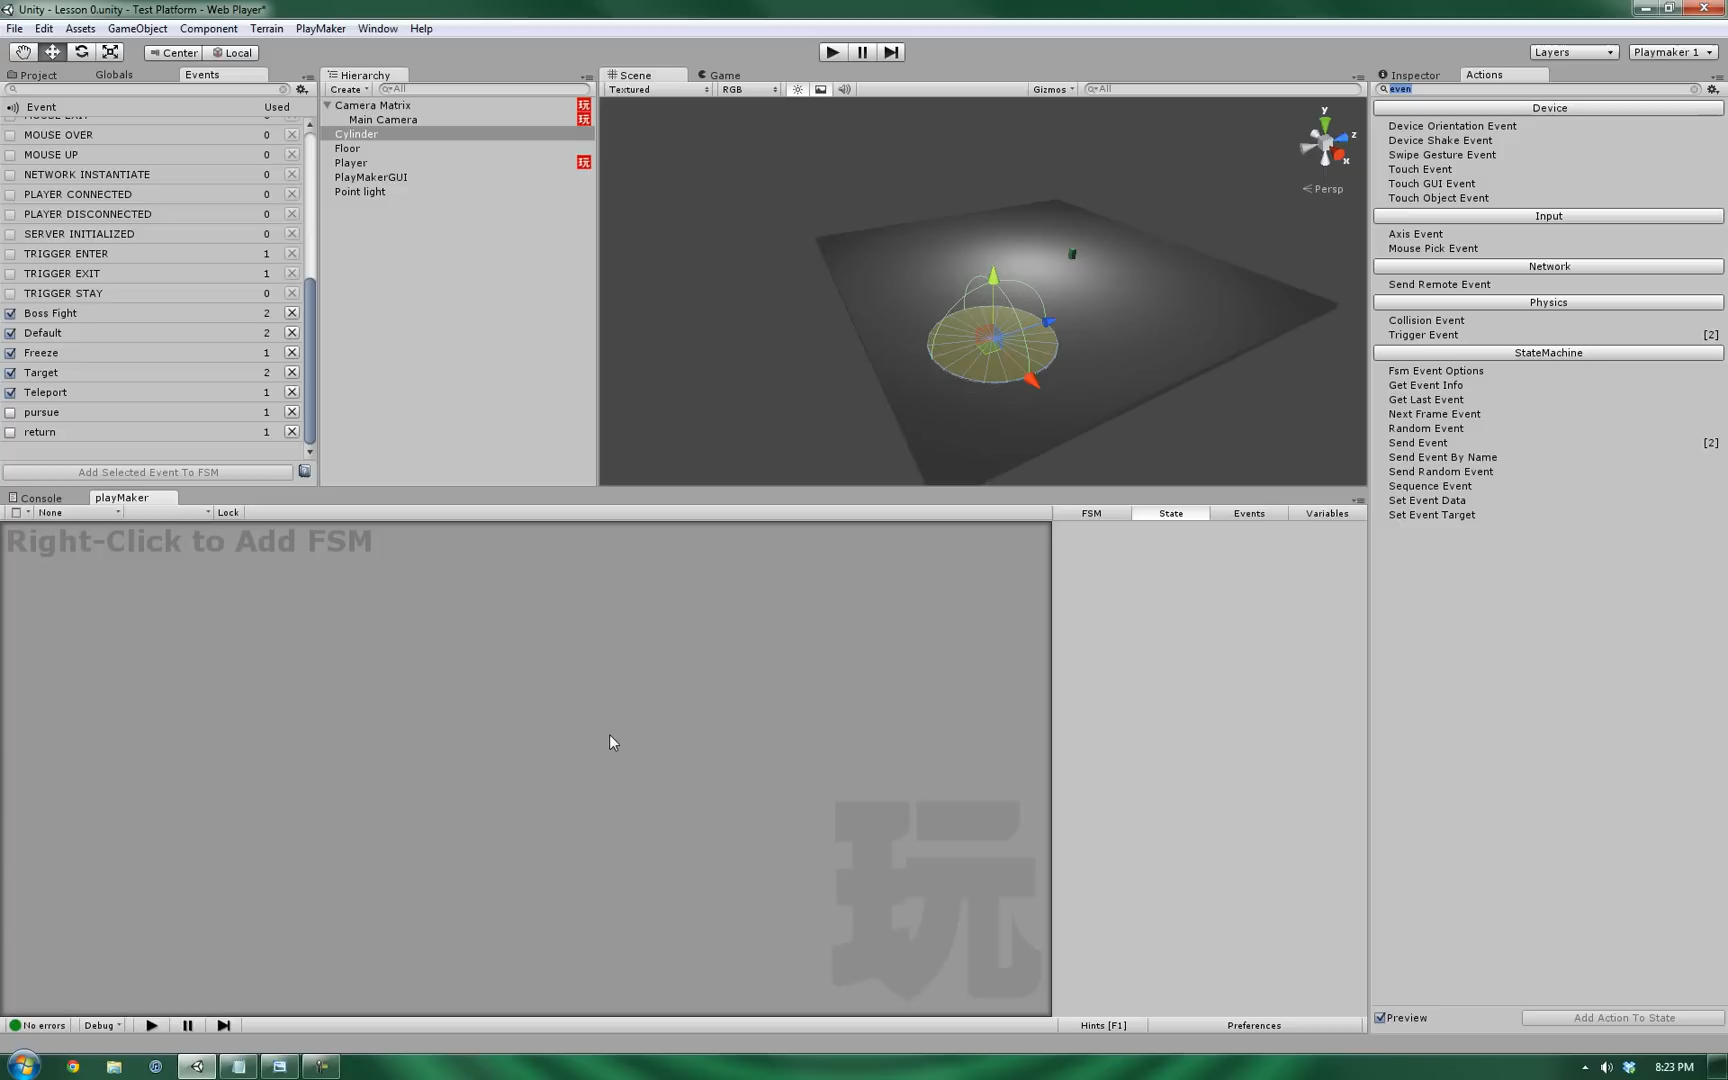 Unity - Lesson 0.unity - Test Platform - Web Player*
File Edit Assets GameObject Component Terrain PlayMaker Window Help
Center Local
Layers Playmaker 1
Project Globals Events
Event Used
MOUSE OVER 0
MOUSE UP 0
NETWORK INSTANTIATE 0
PLAYER CONNECTED 0
PLAYER DISCONNECTED 0
SERVER INITIALIZED 0
TRIGGER ENTER 1
TRIGGER EXIT 1
TRIGGER STAY 0
Boss Fight 2
Default 2
Freeze 1
Target 2
Teleport 1
pursue 1
return 1
Add Selected Event To FSM
Hierarchy
Create All
Camera Matrix 玩
Main Camera 玩
Cylinder
Floor
Player 玩
PlayMakerGUI
Point light
Scene Game
Textured RGB Gizmos All
y
z
x
Persp
Inspector Actions
even
Device
Device Orientation Event
Device Shake Event
Swipe Gesture Event
Touch Event
Touch GUI Event
Touch Object Event
Input
Axis Event
Mouse Pick Event
Network
Send Remote Event
Physics
Collision Event
Trigger Event [2]
StateMachine
Fsm Event Options
Get Event Info
Get Last Event
Next Frame Event
Random Event
Send Event [2]
Send Event By Name
Send Random Event
Sequence Event
Set Event Data
Set Event Target
Preview Add Action To State
Console playMaker
None Lock
FSM State Events Variables
Right-Click to Add FSM
玩
No errors Debug
Hints [F1] Preferences
8:23 PM